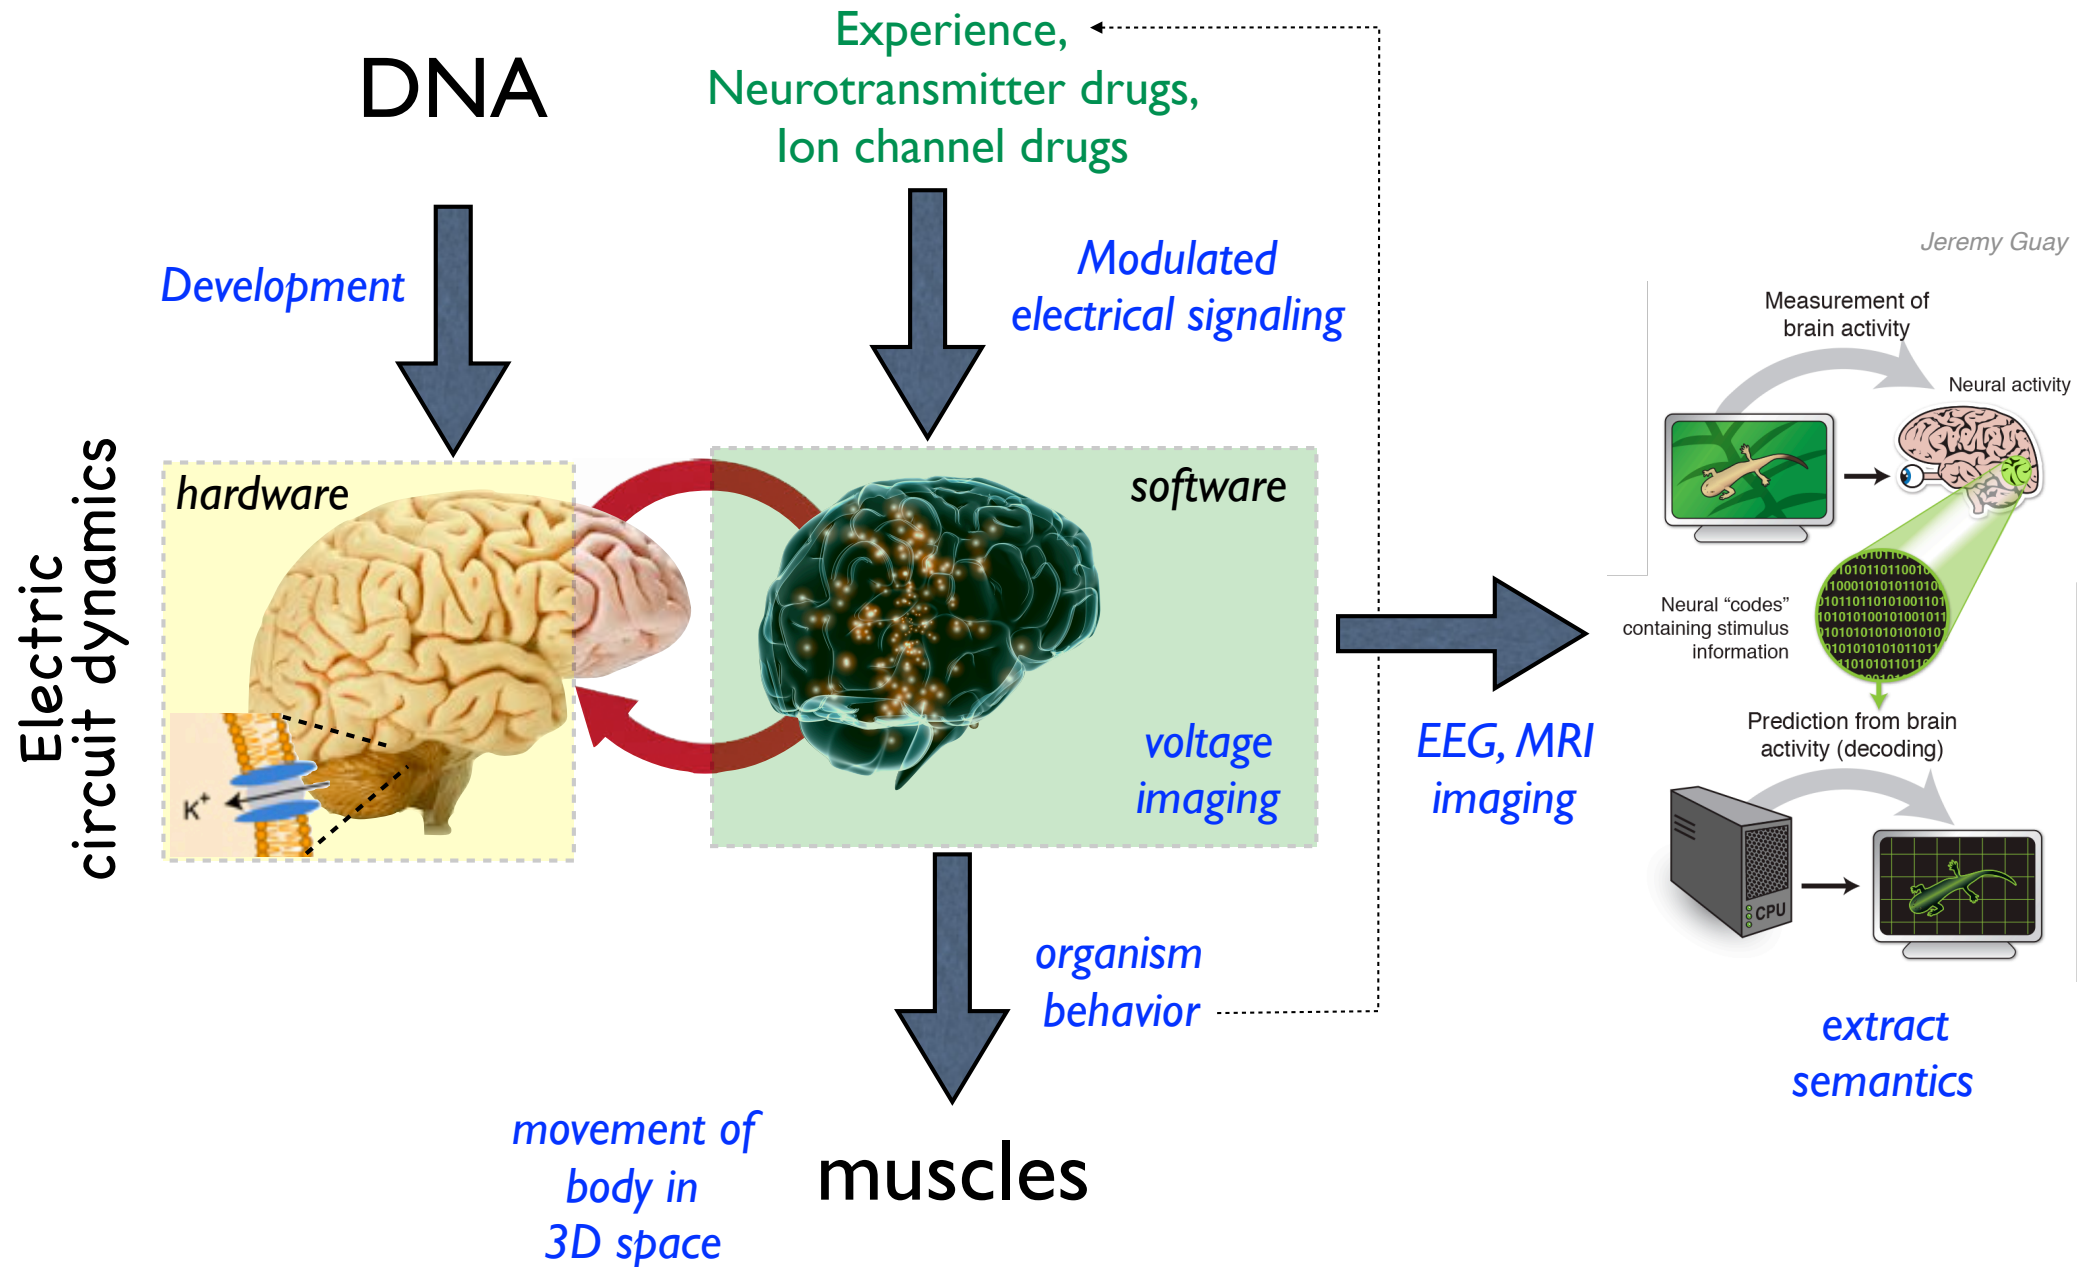 DNA
Experience,
Neurotransmitter drugs,
Ion channel drugs
Development
Modulated
electrical signaling
Jeremy Guay
Electric
circuit dynamics
hardware
K+
software
voltage
imaging
EEG, MRI
imaging
Measurement of
brain activity
Neural activity
Neural “codes”
containing stimulus
information
Prediction from brain
activity (decoding)
CPU
extract
semantics
organism
behavior
movement of
body in
3D space
muscles